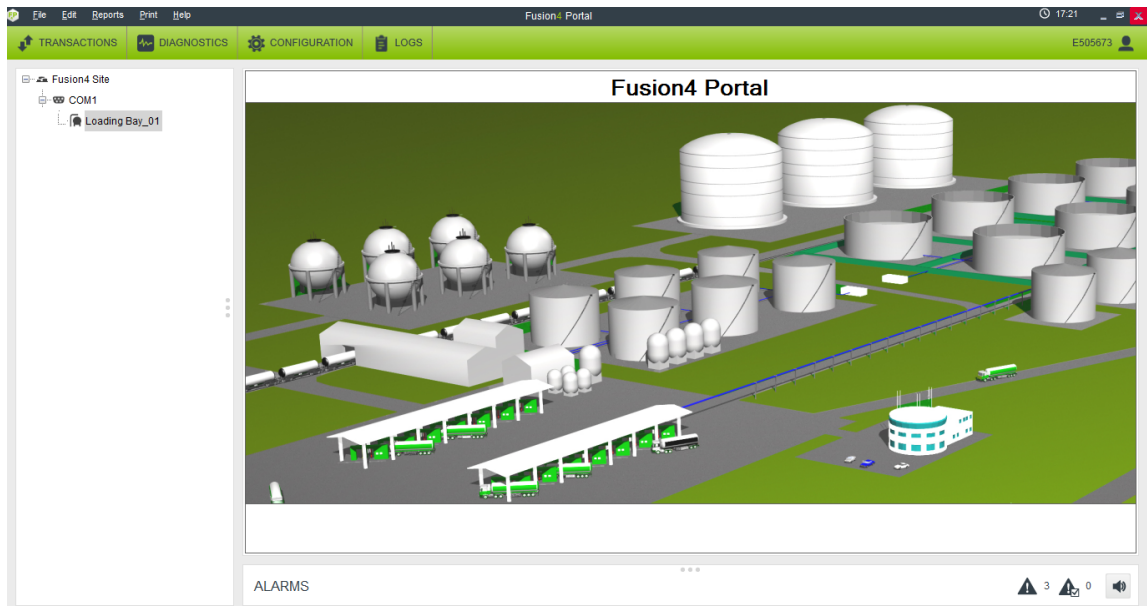 FP File Edit Reports Print Help Fusion4 Portal 17:21
TRANSACTIONS DIAGNOSTICS CONFIGURATION LOGS E505673
Fusion4 Site
COM1
Loading Bay_01
Fusion4 Portal
ALARMS 3 0